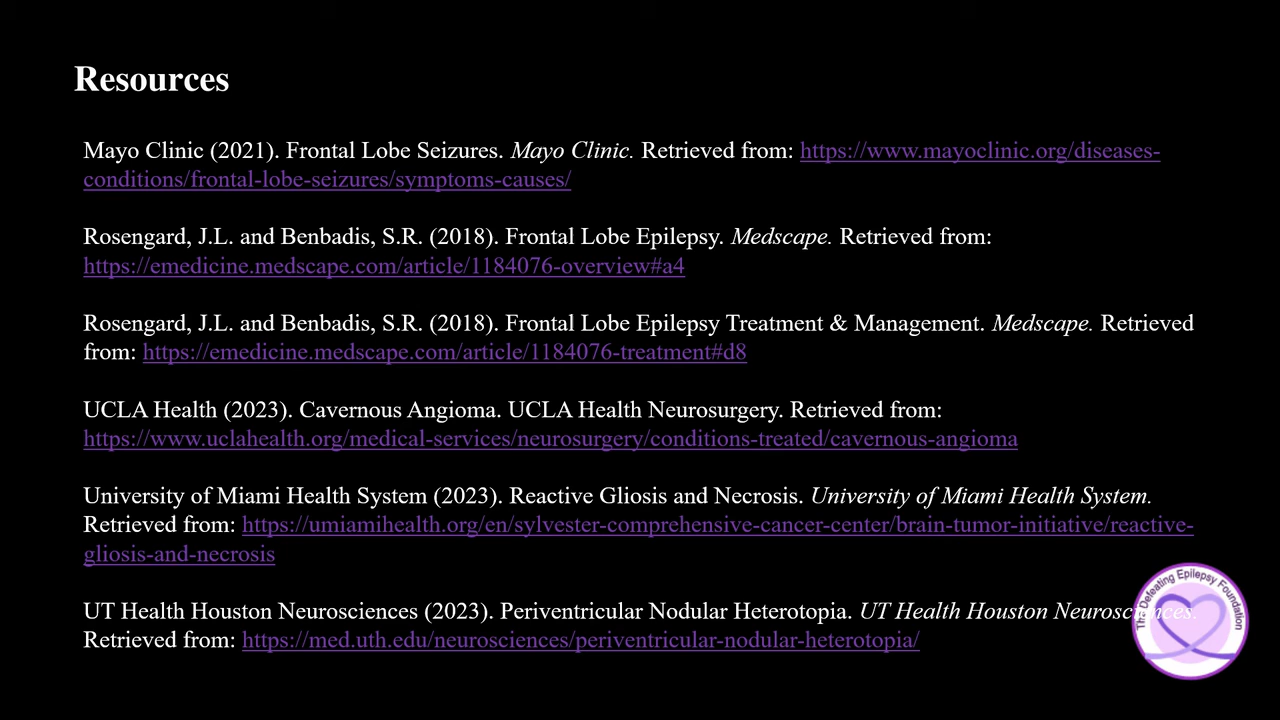 Resources
Mayo Clinic (2021). Frontal Lobe Seizures. Mayo Clinic. Retrieved from: https://www.mayoclinic.org/diseases-
conditions/frontal-lobe-seizures/symptoms-causes/
Rosengard, J.L. and Benbadis, S.R. (2018). Frontal Lobe Epilepsy. Medscape. Retrieved from:
https://emedicine.medscape.com/article/1184076-overview#a4
Rosengard, J.L. and Benbadis, S.R. (2018). Frontal Lobe Epilepsy Treatment & Management. Medscape. Retrieved
from: https://emedicine.medscape.com/article/1184076-treatment#d8
UCLA Health (2023). Cavernous Angioma. UCLA Health Neurosurgery. Retrieved from:
https://www.uclahealth.org/medical-services/neurosurgery/conditions-treated/cavernous-angioma
University of Miami Health System (2023). Reactive Gliosis and Necrosis. University of Miami Health System.
Retrieved from: https://umiamihealth.org/en/sylvester-comprehensive-cancer-center/brain-tumor-initiative/reactive-
gliosis-and-necrosis
UT Health Houston Neurosciences (2023). Periventricular Nodular Heterotopia. UT Health Houston Neurosciences.
Retrieved from: https://med.uth.edu/neurosciences/periventricular-nodular-heterotopia/
The Defeating Epilepsy Foundation